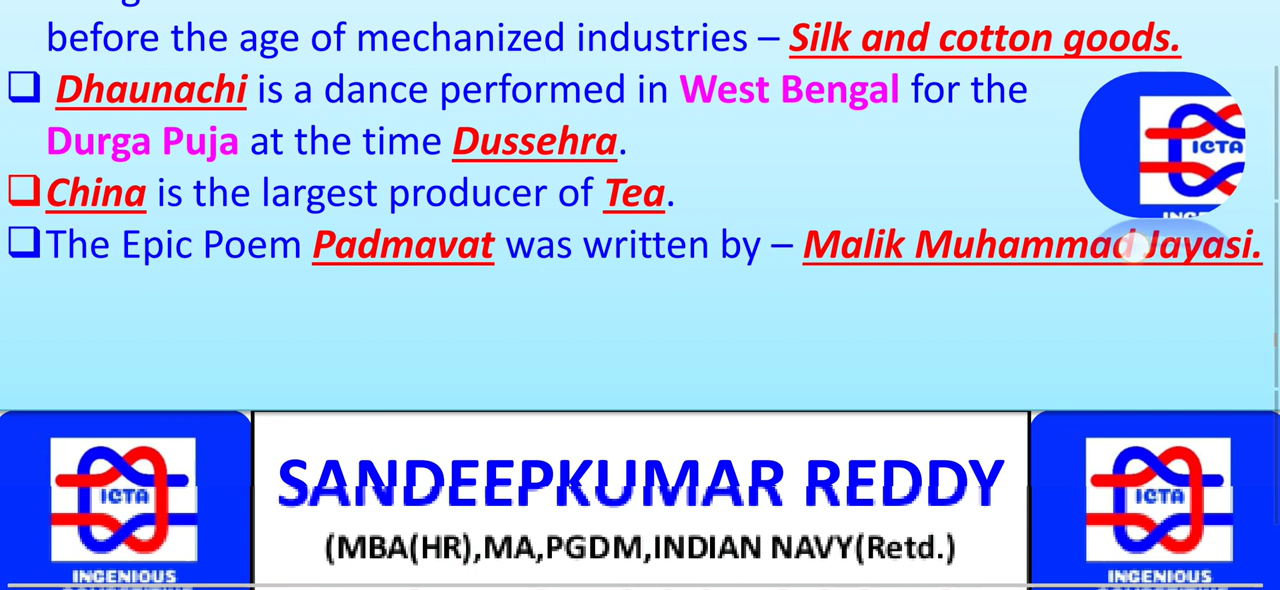 before the age of mechanized industries – Silk and cotton goods.
❑ Dhaunachi is a dance performed in West Bengal for the
Durga Puja at the time Dussehra.
❑China is the largest producer of Tea.
❑The Epic Poem Padmavat was written by – Malik Muhammad Jayasi.
ICTA
ICTA
INGENIOUS
SANDEEPKUMAR REDDY
(MBA(HR),MA,PGDM,INDIAN NAVY(Retd.)
ICTA
INGENIOUS